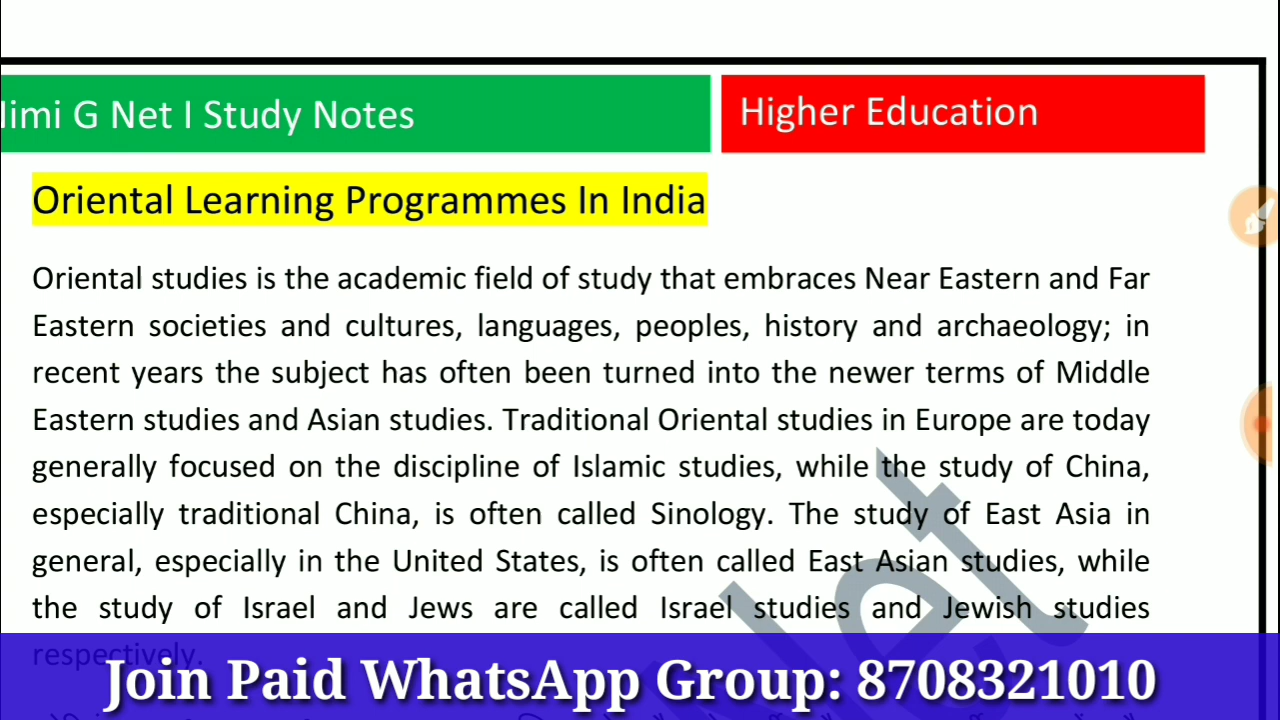 imi G Net I Study Notes
Higher Education
Oriental Learning Programmes In India
Oriental studies is the academic field of study that embraces Near Eastern and Far
Eastern societies and cultures, languages, peoples, history and archaeology; in
recent years the subject has often been turned into the newer terms of Middle
Eastern studies and Asian studies. Traditional Oriental studies in Europe are today
generally focused on the discipline of Islamic studies, while the study of China,
especially traditional China, is often called Sinology. The study of East Asia in
general, especially in the United States, is often called East Asian studies, while
the study of Israel and Jews are called Israel studies and Jewish studies
respectively.
Join Paid WhatsApp Group: 8708321010